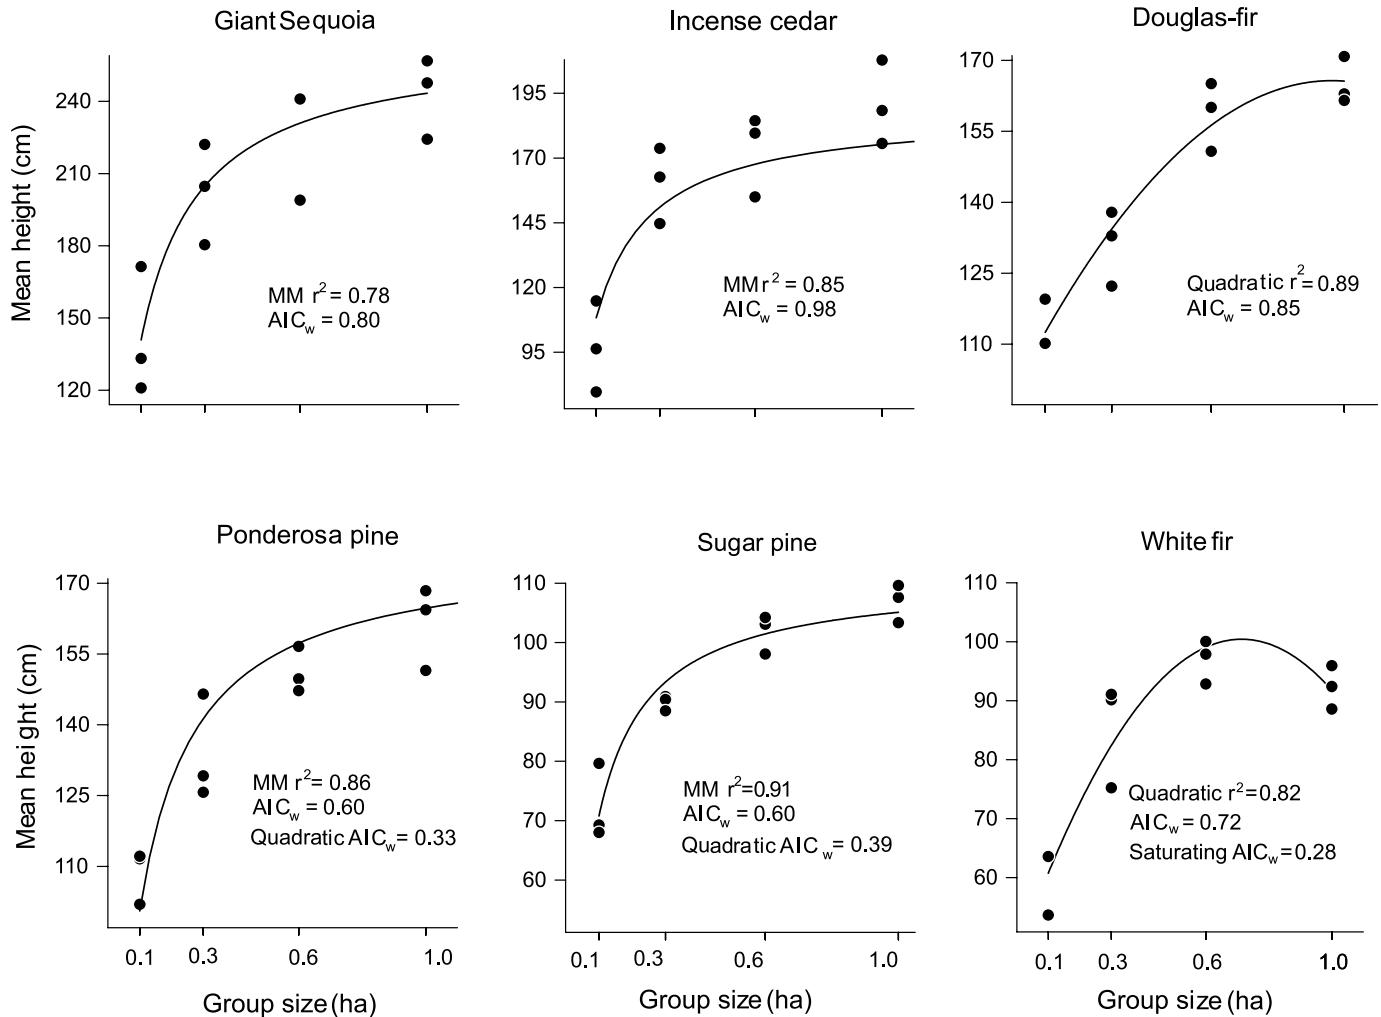 Giant Sequoia
Mean height (cm)
240
210
180
150
120
MM r² = 0.78
AICw = 0.80
Incense cedar
195
170
145
120
95
MM r² = 0.85
AICw = 0.98
Douglas-fir
170
155
140
125
110
Quadratic r² = 0.89
AICw = 0.85
Ponderosa pine
Mean height (cm)
170
155
140
125
110
MM r² = 0.86
AICw = 0.60
Quadratic AICw = 0.33
0.1 0.3 0.6 1.0
Group size (ha)
Sugar pine
110
100
90
80
70
60
MM r²=0.91
AICw = 0.60
Quadratic AICw = 0.39
0.1 0.3 0.6 1.0
Group size (ha)
White fir
110
100
90
80
70
60
Quadratic r²=0.82
AICw = 0.72
Saturating AICw = 0.28
0.1 0.3 0.6 1.0
Group size (ha)